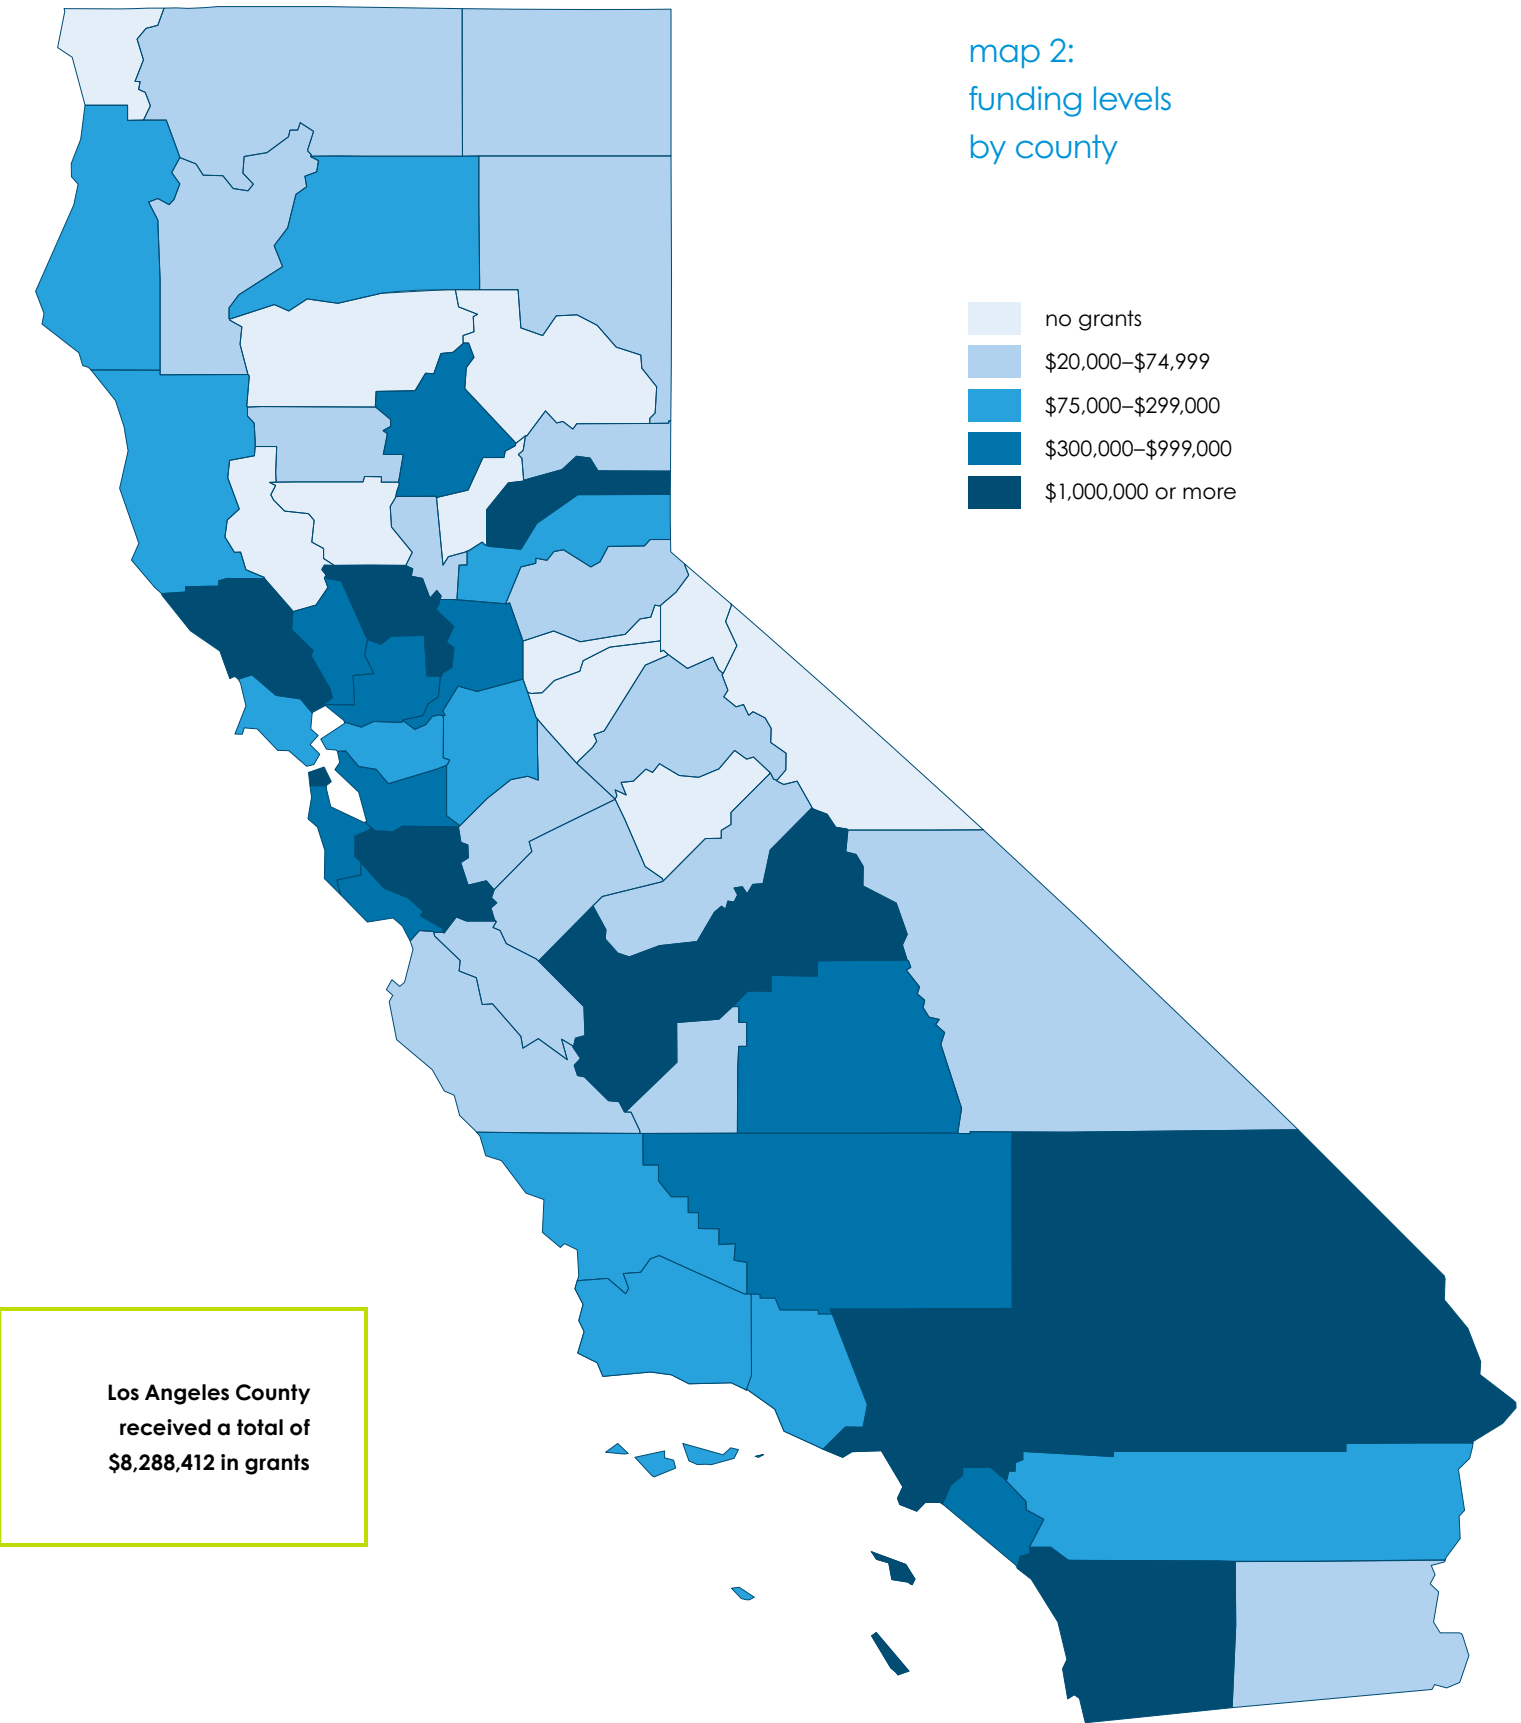 map 2:
funding levels
by county
no grants
$20,000–$74,999
$75,000–$299,000
$300,000–$999,000
$1,000,000 or more
Los Angeles County
received a total of
$8,288,412 in grants